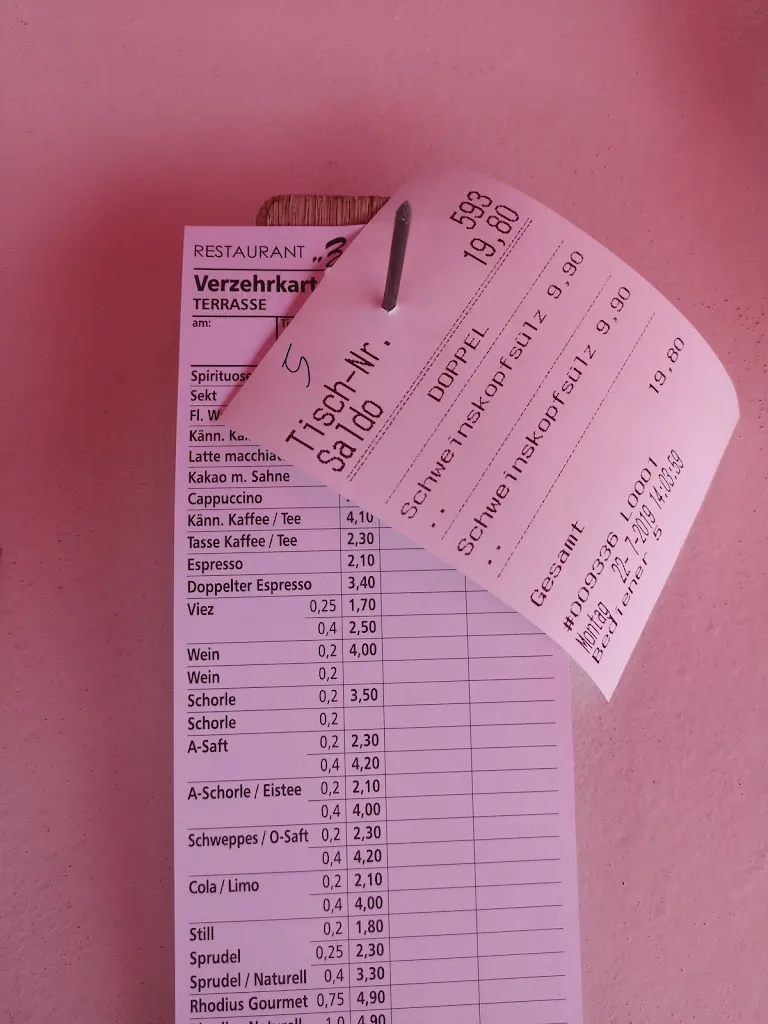 RESTAURANT „3
Verzehrkart
TERRASSE
am:
Spirituose
Sekt
Fl. W
Känn. Ka
Latte macchiat
Kakao m. Sahne
Cappuccino
Känn. Kaffee / Tee 4,10
Tasse Kaffee / Tee 2,30
Espresso 2,10
Doppelter Espresso 3,40
Viez 0,25 1,70
0,4 2,50
Wein 0,2 4,00
Wein 0,2
Schorle 0,2 3,50
Schorle 0,2
A-Saft 0,2 2,30
0,4 4,20
A-Schorle / Eistee 0,2 2,10
0,4 4,00
Schweppes / O-Saft 0,2 2,30
0,4 4,20
Cola / Limo 0,2 2,10
0,4 4,00
Still 0,2 1,80
Sprudel 0,25 2,30
Sprudel / Naturell 0,4 3,30
Rhodius Gourmet 0,75 4,90
1,0 4,90
5
Tisch-Nr. 593
Saldo 19,80
DOPPEL
Schweinskopfsülz 9,90
..
Schweinskopfsülz 9,90
..
Gesamt 19,80
#009336 L0001
Montag 22- 7-2019 14:03:59
Bediener 5